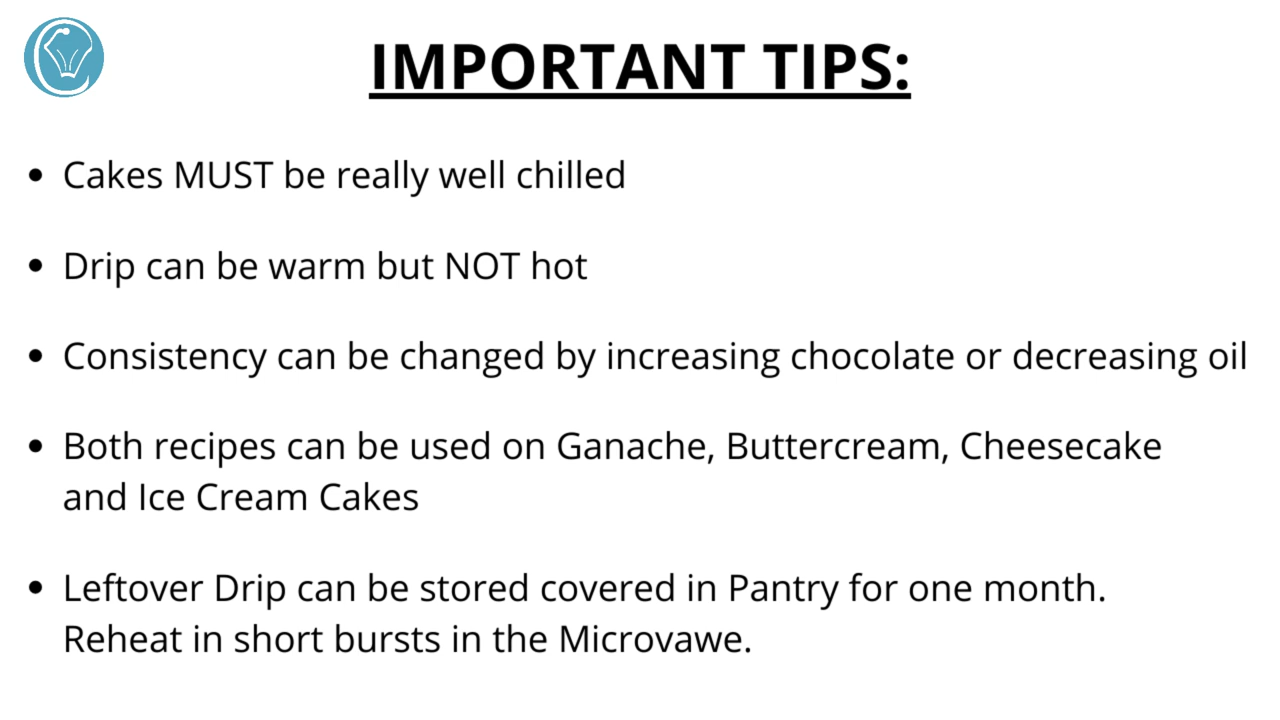 IMPORTANT TIPS:
• Cakes MUST be really well chilled
• Drip can be warm but NOT hot
• Consistency can be changed by increasing chocolate or decreasing oil
• Both recipes can be used on Ganache, Buttercream, Cheesecake
and Ice Cream Cakes
• Leftover Drip can be stored covered in Pantry for one month.
Reheat in short bursts in the Microvawe.